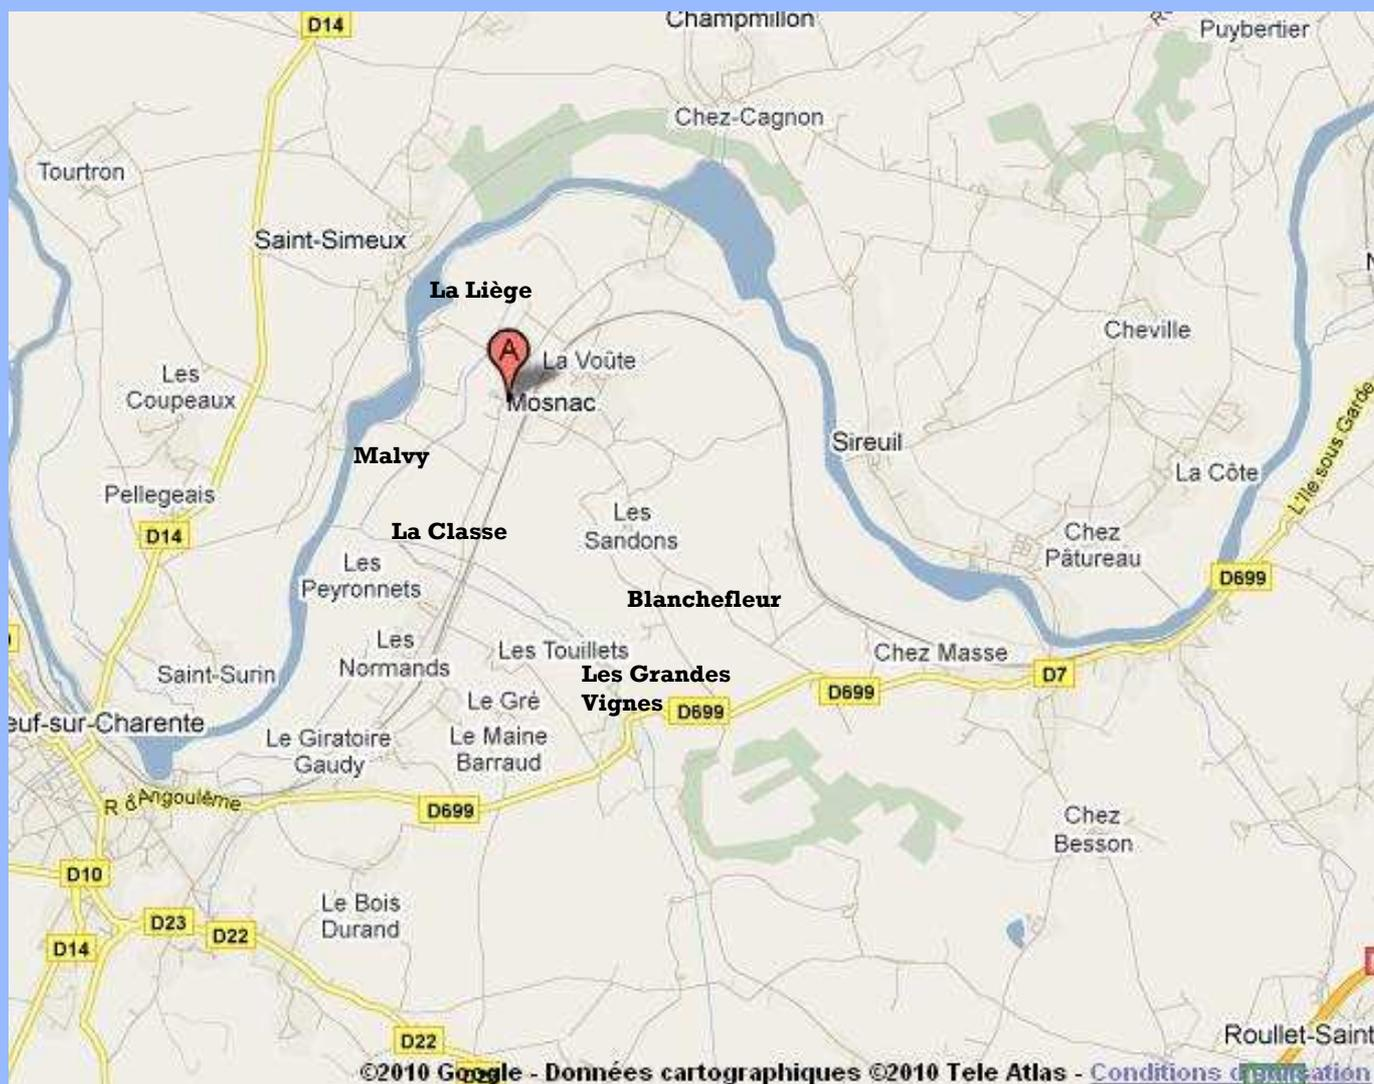 D14
Champmillon
Puybertier
Chez-Cagnon
Tourtron
Saint-Simeux
La Liège
Cheville
A
La Voûte
Les
Coupeaux
Mosnac
L'Ile sous Garde
Malvy
Sireuil
La Côte
Pellegeais
D14
Les
Sandons
La Classe
Chez
Pâtureau
Les
Peyronnets
D699
Blanchefleur
Les
Normands
Les Touillets
Chez Masse
Saint-Surin
Les Grandes
Vignes
D7
D699
Le Gré
D699
euf-sur-Charente
Le Giratoire
Gaudy
Le Maine
Barraud
R d'Angoulême
D699
Chez
Besson
D10
Le Bois
Durand
D23
D22
D14
Roullet-Saint
D22
©2010 Google - Données cartographiques ©2010 Tele Atlas - Conditions d'utilisation